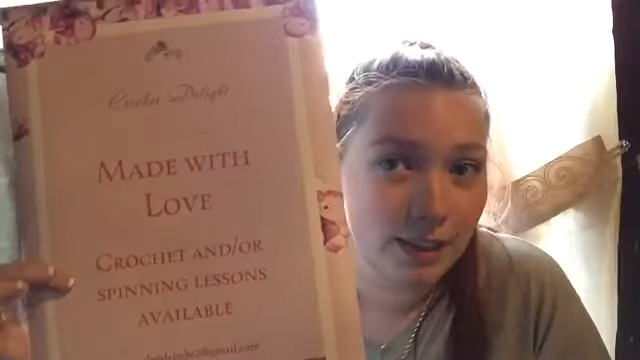 Crochet Delight
MADE WITH
LOVE
CROCHET AND/OR
SPINNING LESSONS
AVAILABLE